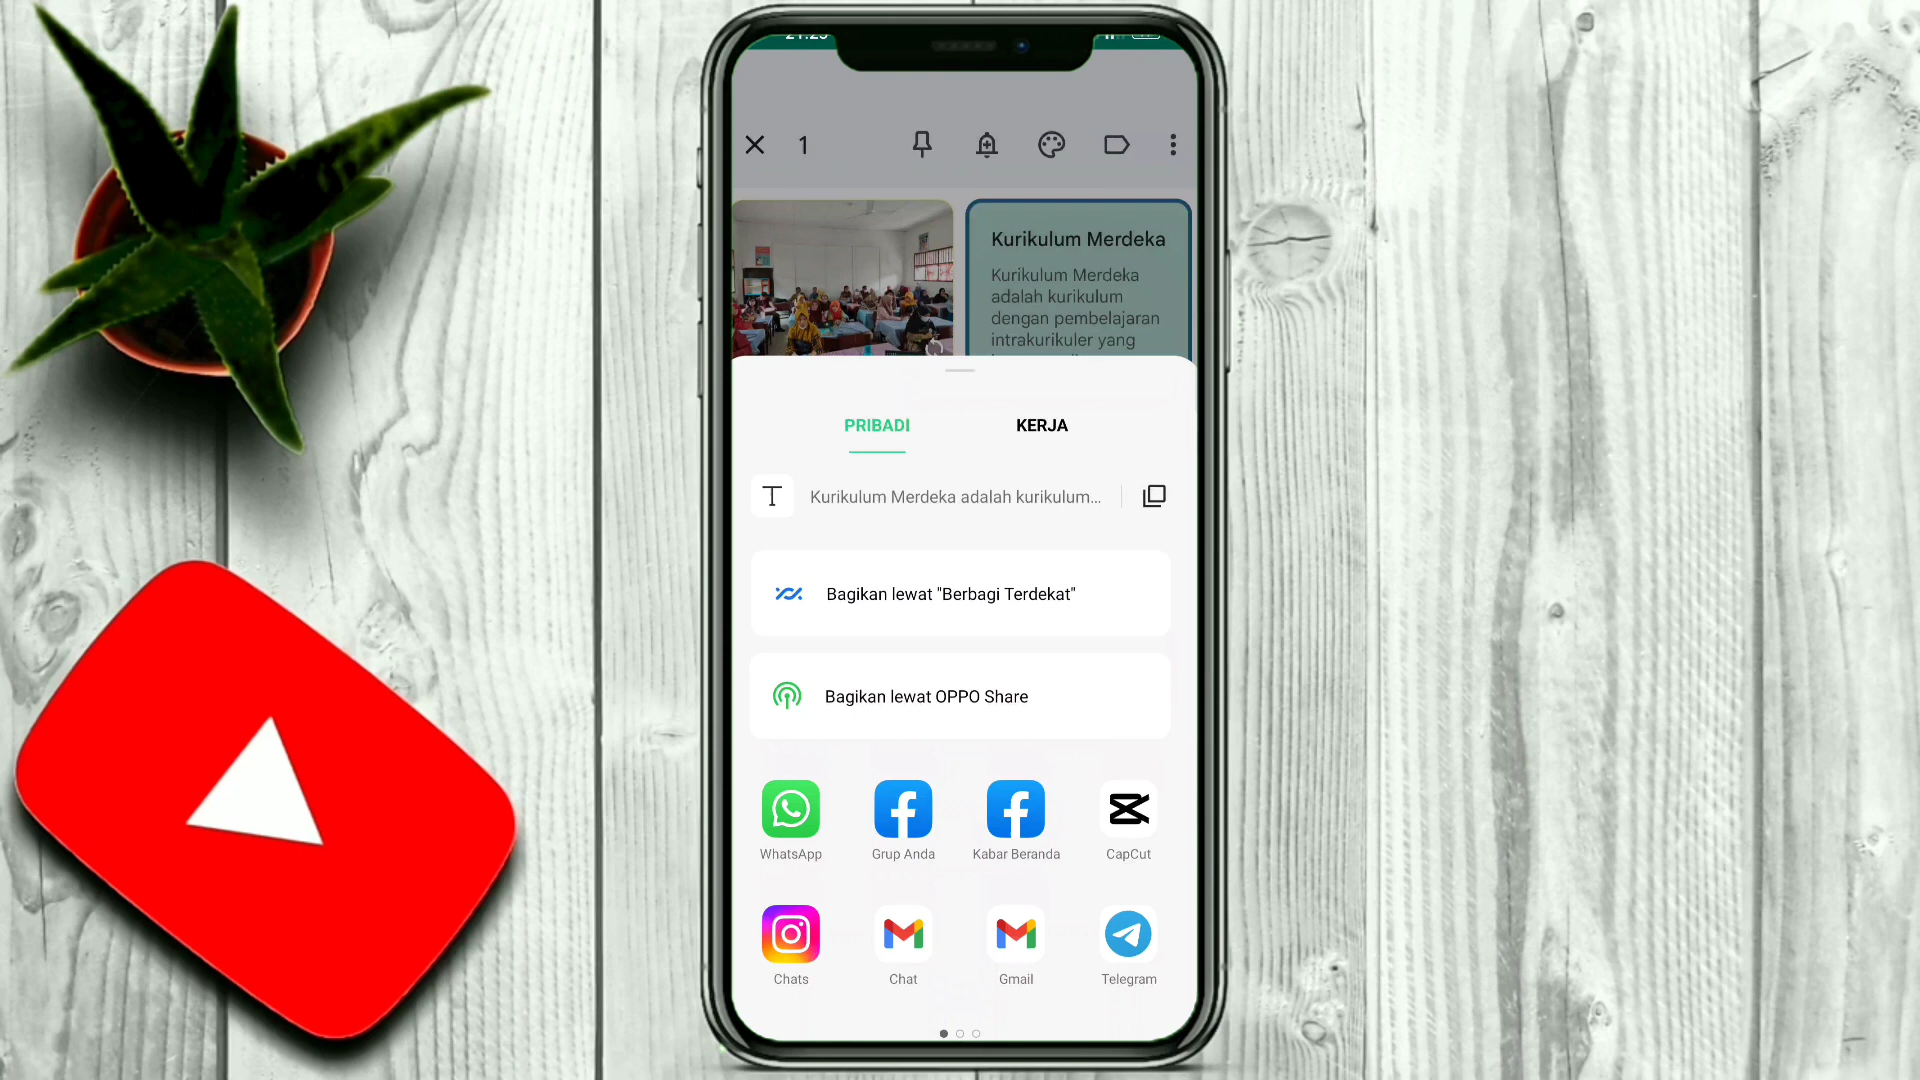 1
Kurikulum Merdeka
Kurikulum Merdeka
adalah kurikulum
dengan pembelajaran
intrakurikuler yang
PRIBADI
KERJA
T
Kurikulum Merdeka adalah kurikulum...
Bagikan lewat "Berbagi Terdekat"
Bagikan lewat OPPO Share
WhatsApp
Grup Anda
Kabar Beranda
CapCut
Chats
Chat
Gmail
Telegram